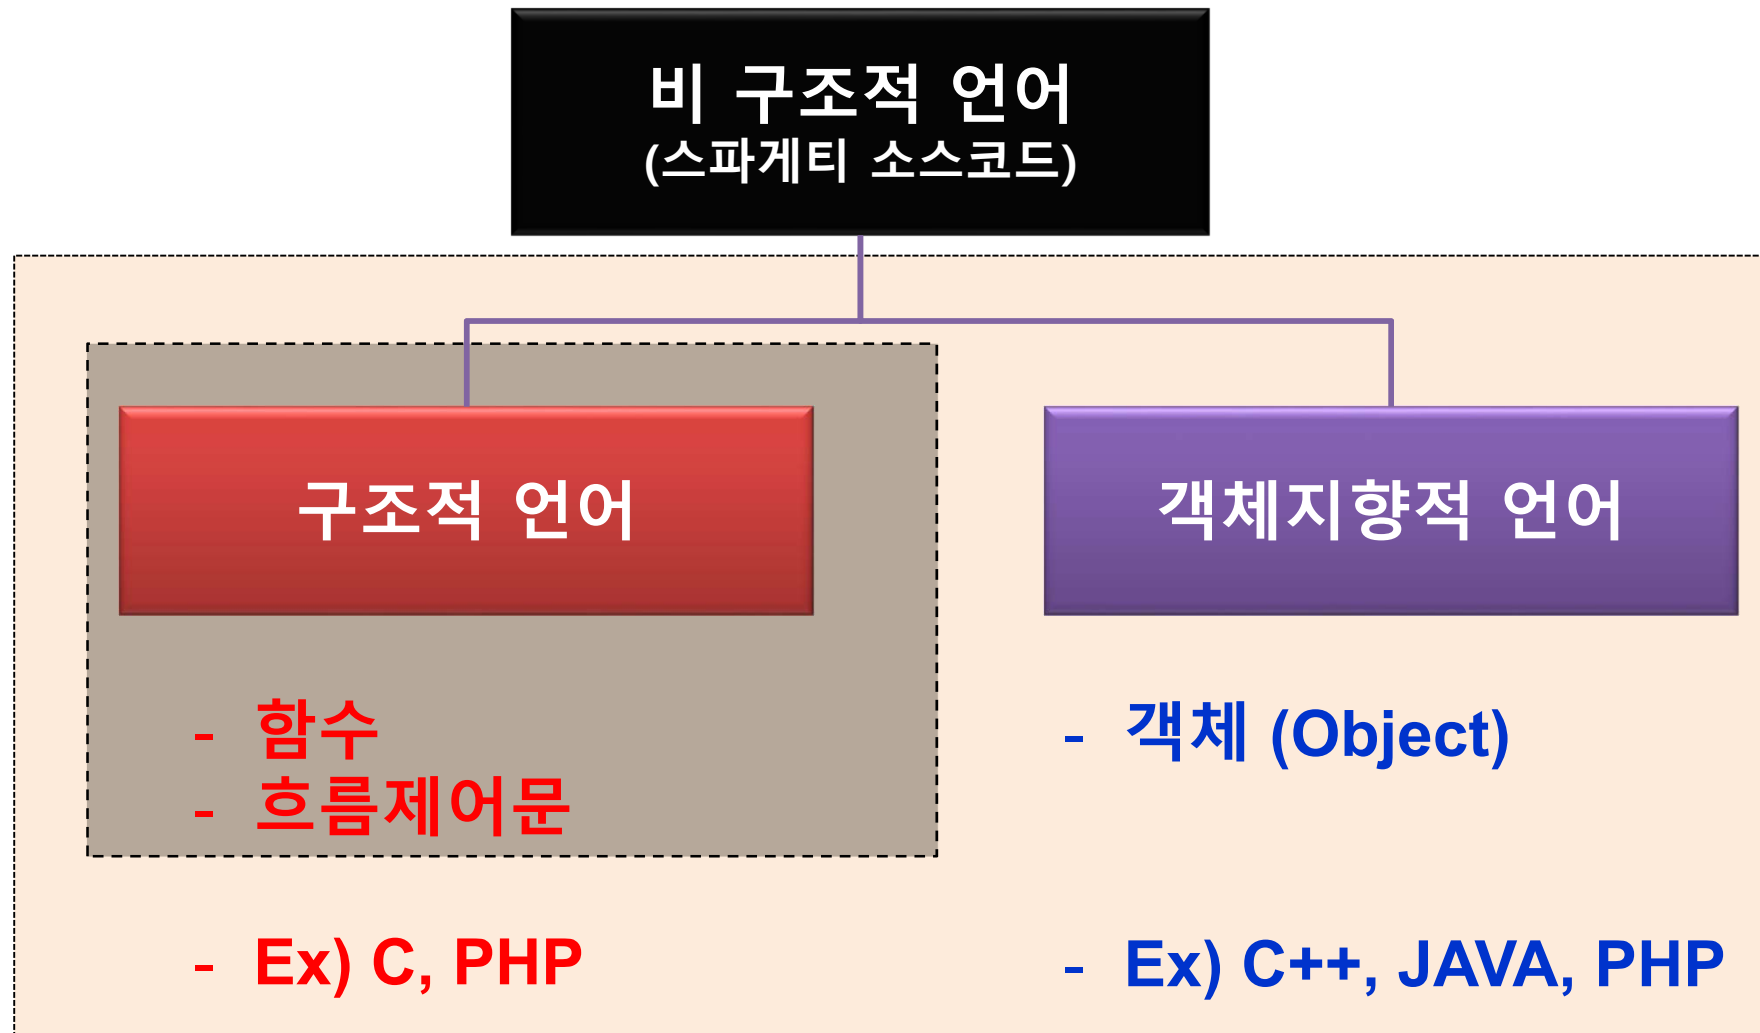 비 구조적 언어
(스파게티 소스코드)
구조적 언어
객체지향적 언어
- 함수
- 흐름제어문
- Ex) C, PHP
- 객체 (Object)
- Ex) C++, JAVA, PHP